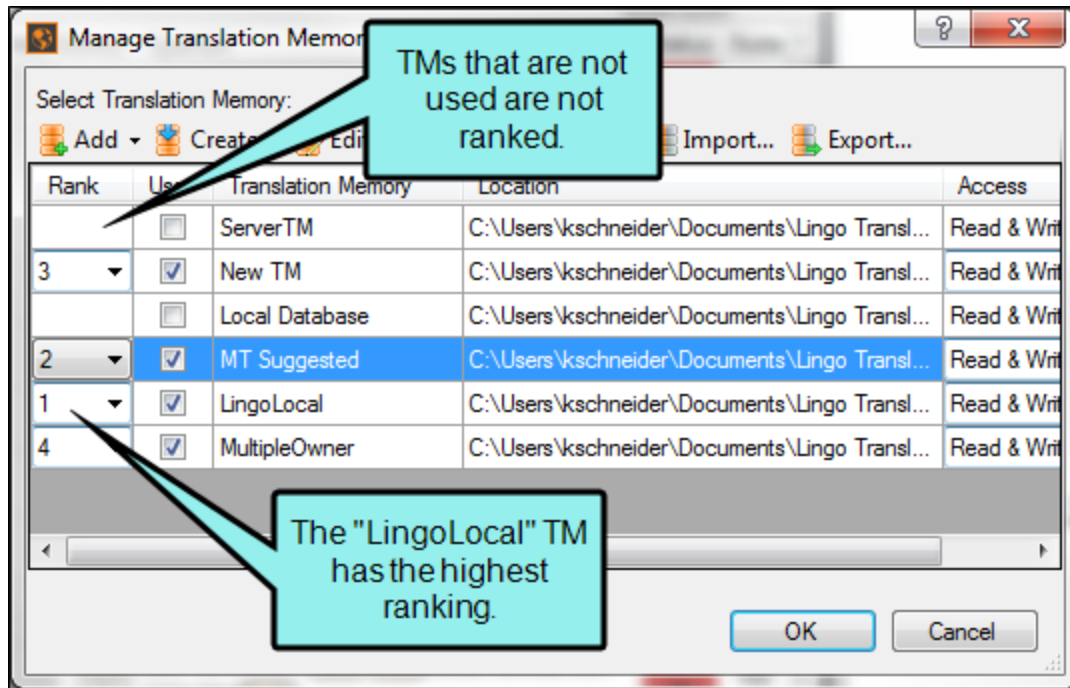 Manage Translation Memor
TMs that are not
used are not
ranked.
Select Translation Memory:
Add Create Edi Import... Export...
Rank Us Translation Memory Location Access
ServerTM C:\Users\kschneider\Documents\Lingo Transl... Read & Writ
3 New TM C:\Users\kschneider\Documents\Lingo Transl... Read & Writ
Local Database C:\Users\kschneider\Documents\Lingo Transl... Read & Writ
2 MT Suggested C:\Users\kschneider\Documents\Lingo Transl... Read & Writ
1 LingoLocal C:\Users\kschneider\Documents\Lingo Transl... Read & Writ
4 MultipleOwner C:\Users\kschneider\Documents\Lingo Transl... Read & Writ
The "LingoLocal" TM
has the highest
ranking.
OK Cancel